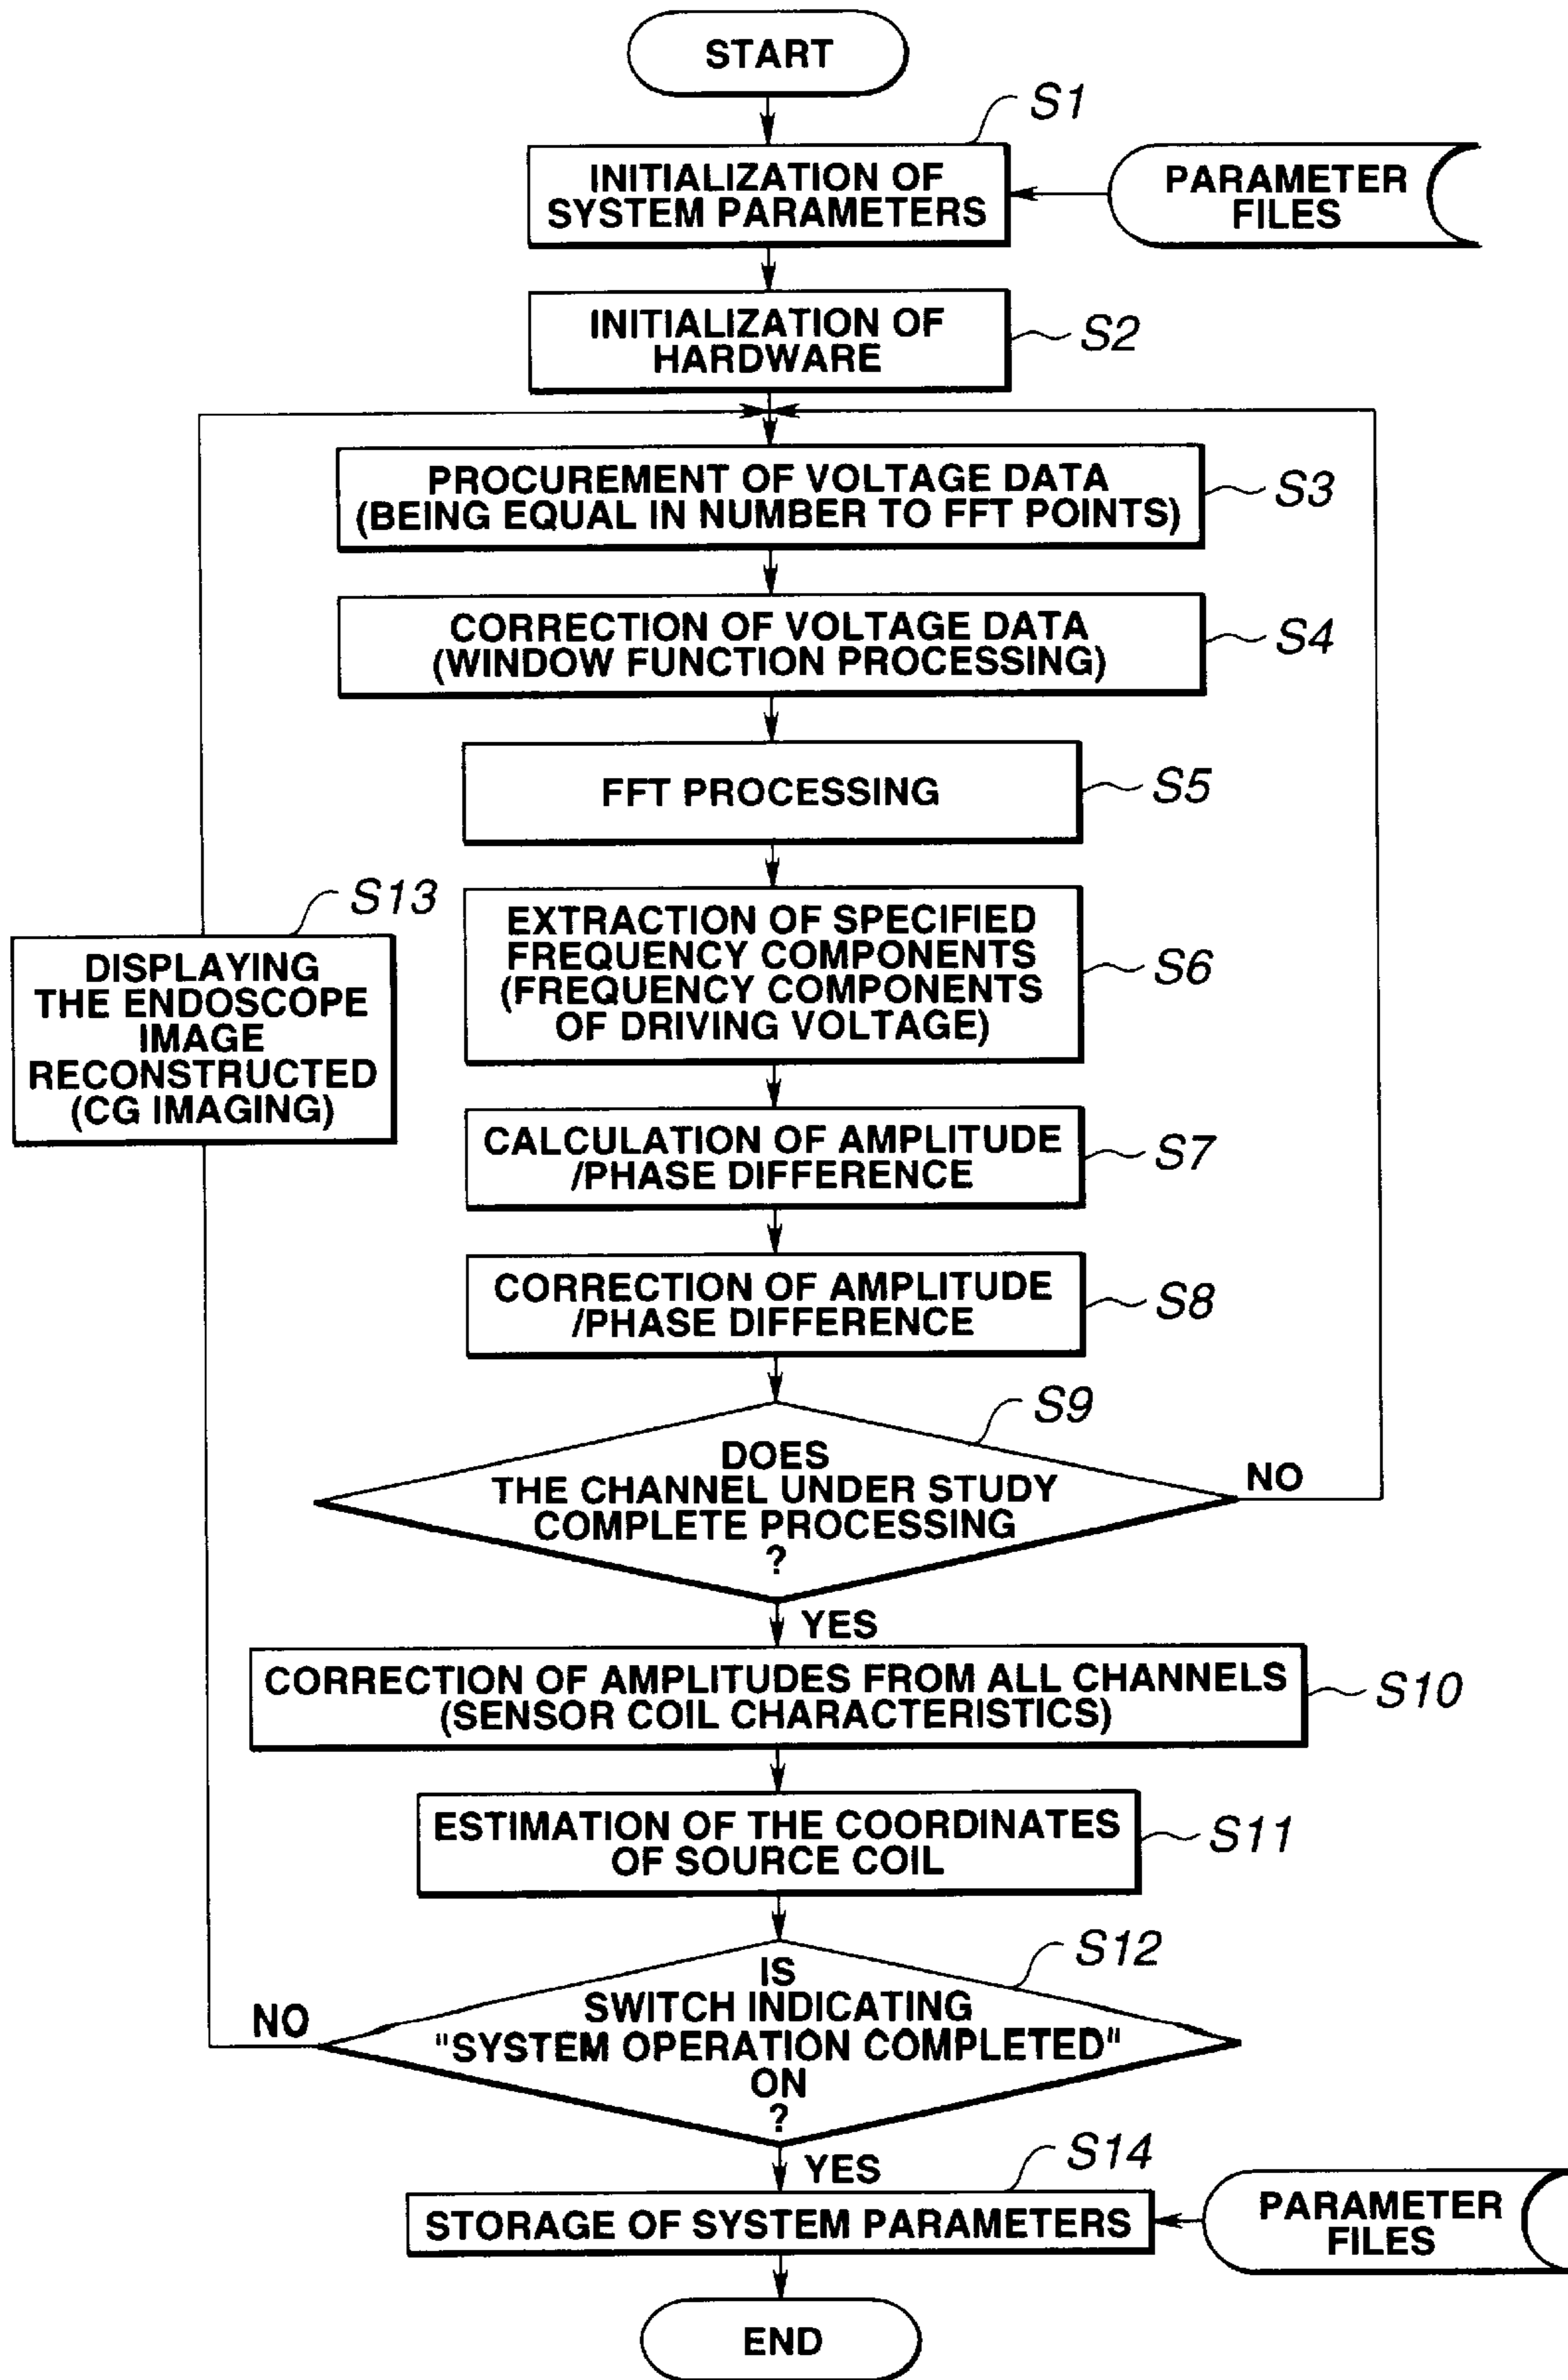 START
S1
INITIALIZATION OF
SYSTEM PARAMETERS
PARAMETER
FILES
INITIALIZATION OF
HARDWARE
S2
PROCUREMENT OF VOLTAGE DATA
(BEING EQUAL IN NUMBER TO FFT POINTS)
S3
CORRECTION OF VOLTAGE DATA
(WINDOW FUNCTION PROCESSING)
S4
FFT PROCESSING
S5
S13
DISPLAYING
THE ENDOSCOPE
IMAGE
RECONSTRUCTED
(CG IMAGING)
EXTRACTION OF SPECIFIED
FREQUENCY COMPONENTS
(FREQUENCY COMPONENTS
OF DRIVING VOLTAGE)
S6
CALCULATION OF AMPLITUDE
/PHASE DIFFERENCE
S7
CORRECTION OF AMPLITUDE
/PHASE DIFFERENCE
S8
S9
DOES
THE CHANNEL UNDER STUDY
COMPLETE PROCESSING
?
NO
YES
CORRECTION OF AMPLITUDES FROM ALL CHANNELS
(SENSOR COIL CHARACTERISTICS)
S10
ESTIMATION OF THE COORDINATES
OF SOURCE COIL
S11
S12
IS
SWITCH INDICATING
"SYSTEM OPERATION COMPLETED"
ON
?
NO
YES
S14
STORAGE OF SYSTEM PARAMETERS
PARAMETER
FILES
END